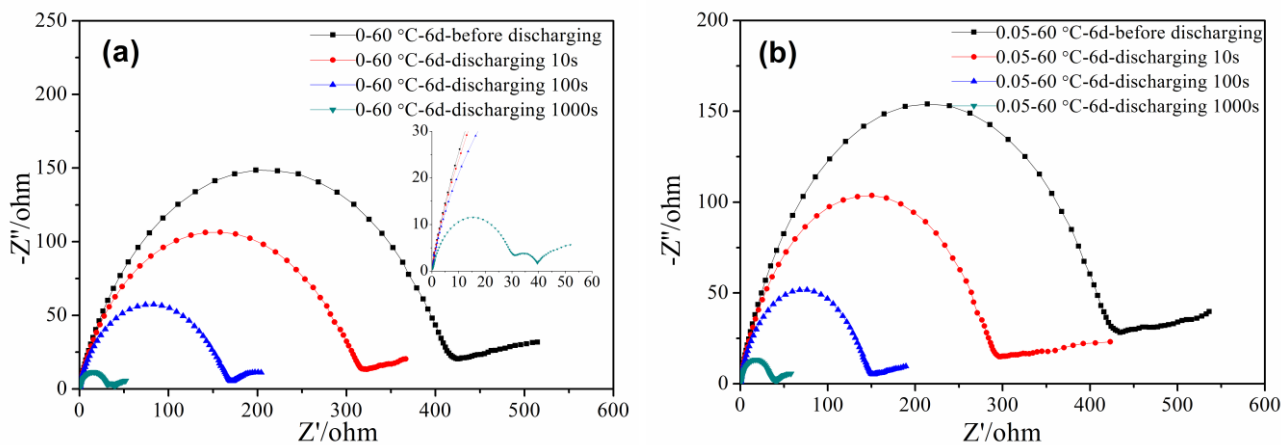 (a)
0-60 °C-6d-before discharging
0-60 °C-6d-discharging 10s
0-60 °C-6d-discharging 100s
0-60 °C-6d-discharging 1000s
250
200
150
100
50
0
-Z''/ohm
0 100 200 300 400 500 600
Z'/ohm
30
20
10
0
0 10 20 30 40 50 60
(b)
0.05-60 °C-6d-before discharging
0.05-60 °C-6d-discharging 10s
0.05-60 °C-6d-discharging 100s
0.05-60 °C-6d-discharging 1000s
200
150
100
50
0
-Z''/ohm
0 100 200 300 400 500 600
Z'/ohm